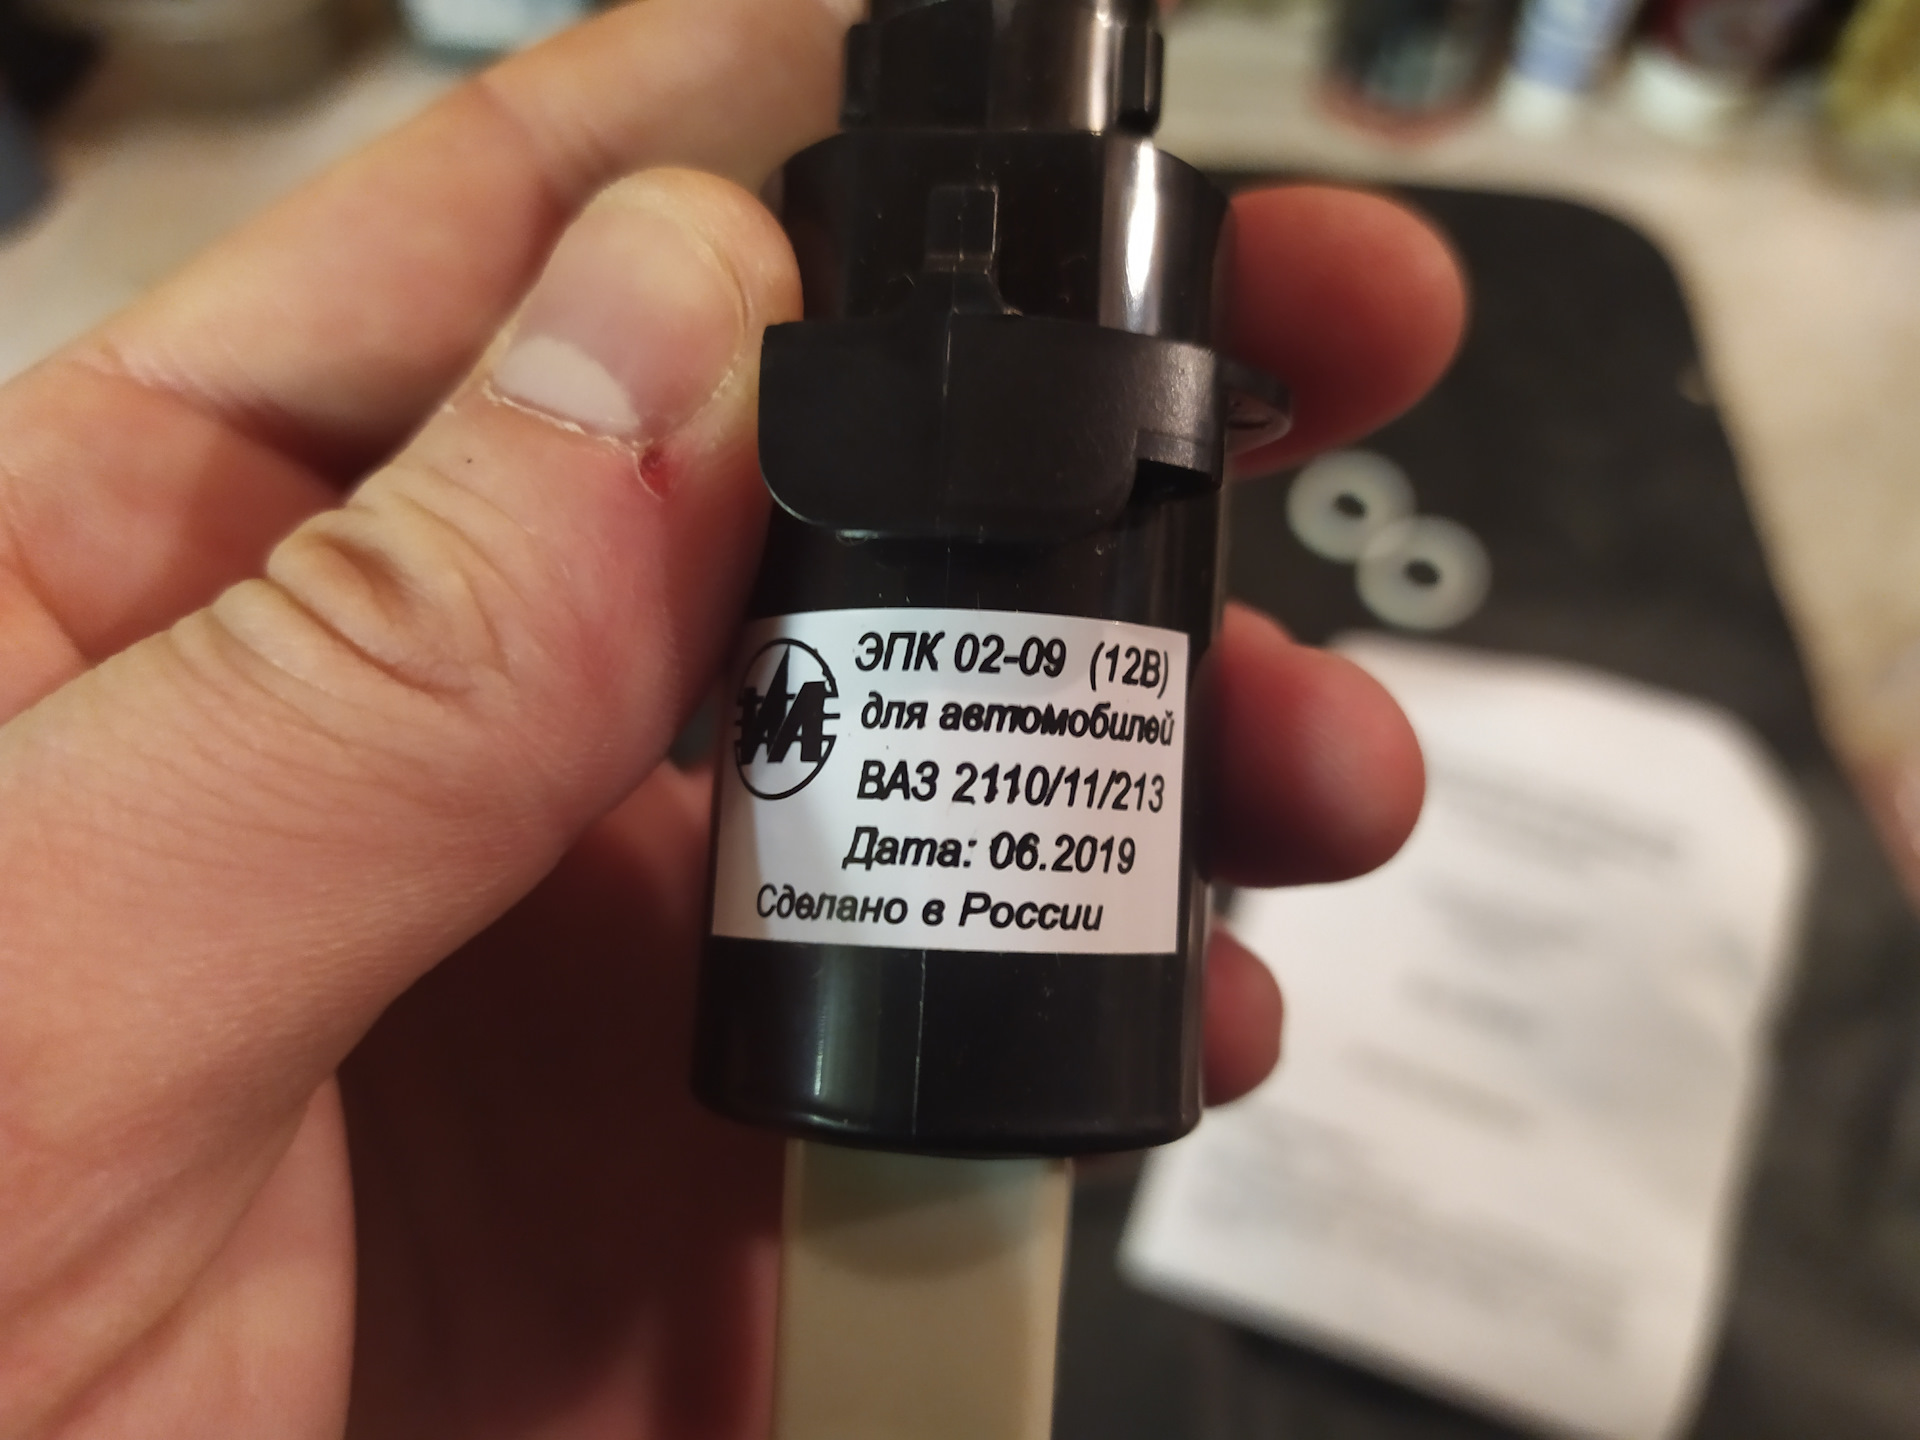 ЭПК 02-09 (12В)
для автомобилей
ВАЗ 2110/11/213
Дата: 06.2019
Сделано в России